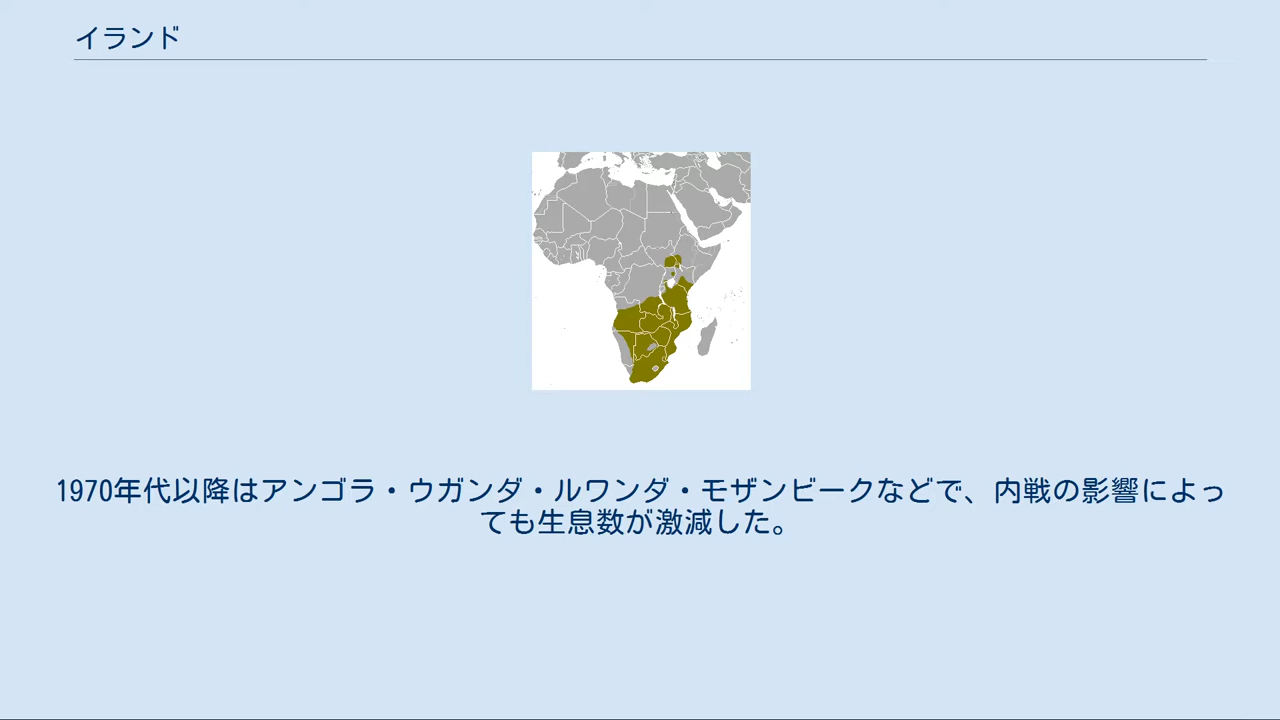 イランド
1970年代以降はアンゴラ・ウガンダ・ルワンダ・モザンビークなどで、内戦の影響によっ
ても生息数が激減した。